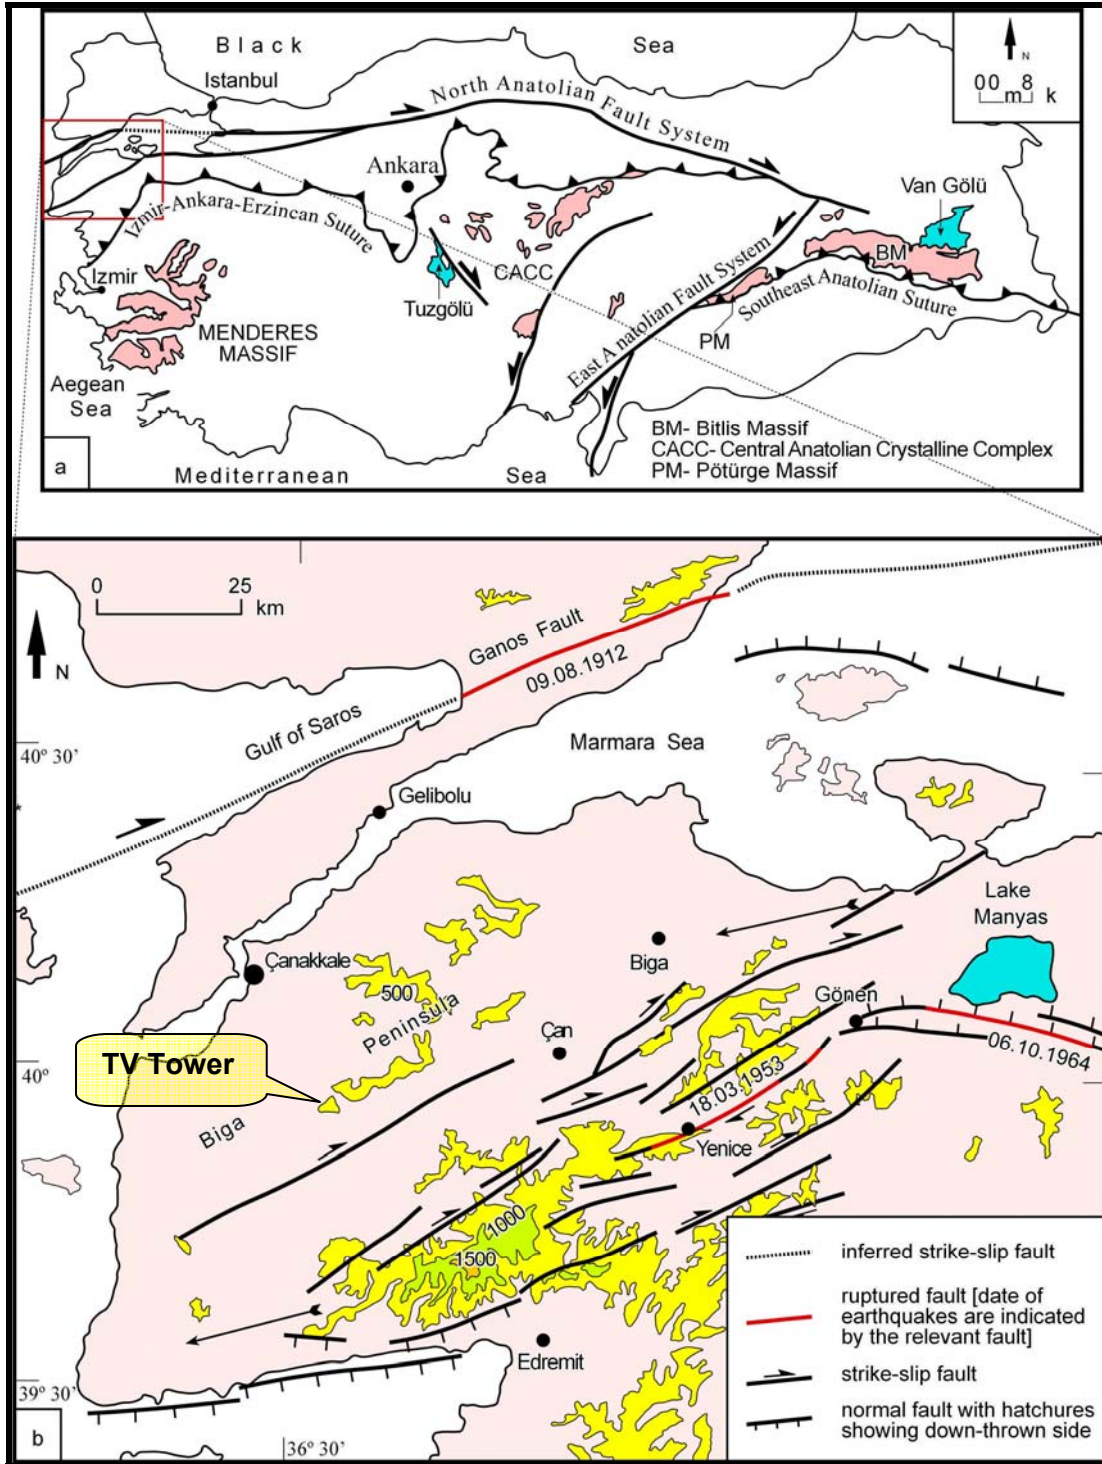 Black Sea
N
00 8
m k
Istanbul
North Anatolian Fault System
Ankara
Van Gölü
Izmir-Ankara-Erzincan Suture
BM
Izmir
CACC
Tuzgölü
East Anatolian Fault System
Southeast Anatolian Suture
PM
MENDERES
MASSIF
Aegean
Sea
BM- Bitlis Massif
CACC- Central Anatolian Crystalline Complex
PM- Pötürge Massif
a
Mediterranean Sea
0 25
km
N
Ganos Fault
09.08.1912
Gulf of Saros
Marmara Sea
40° 30'
Gelibolu
*
Lake
Manyas
Çanakkale
Biga
500
Gönen
Peninsula
Çan
06.10.1964
TV Tower
40°
18.03.1953
Biga
Yenice
1000
1500
Edremit
39° 30'
36° 30'
b
inferred strike-slip fault
ruptured fault [date of
earthquakes are indicated
by the relevant fault]
strike-slip fault
normal fault with hatchures
showing down-thrown side